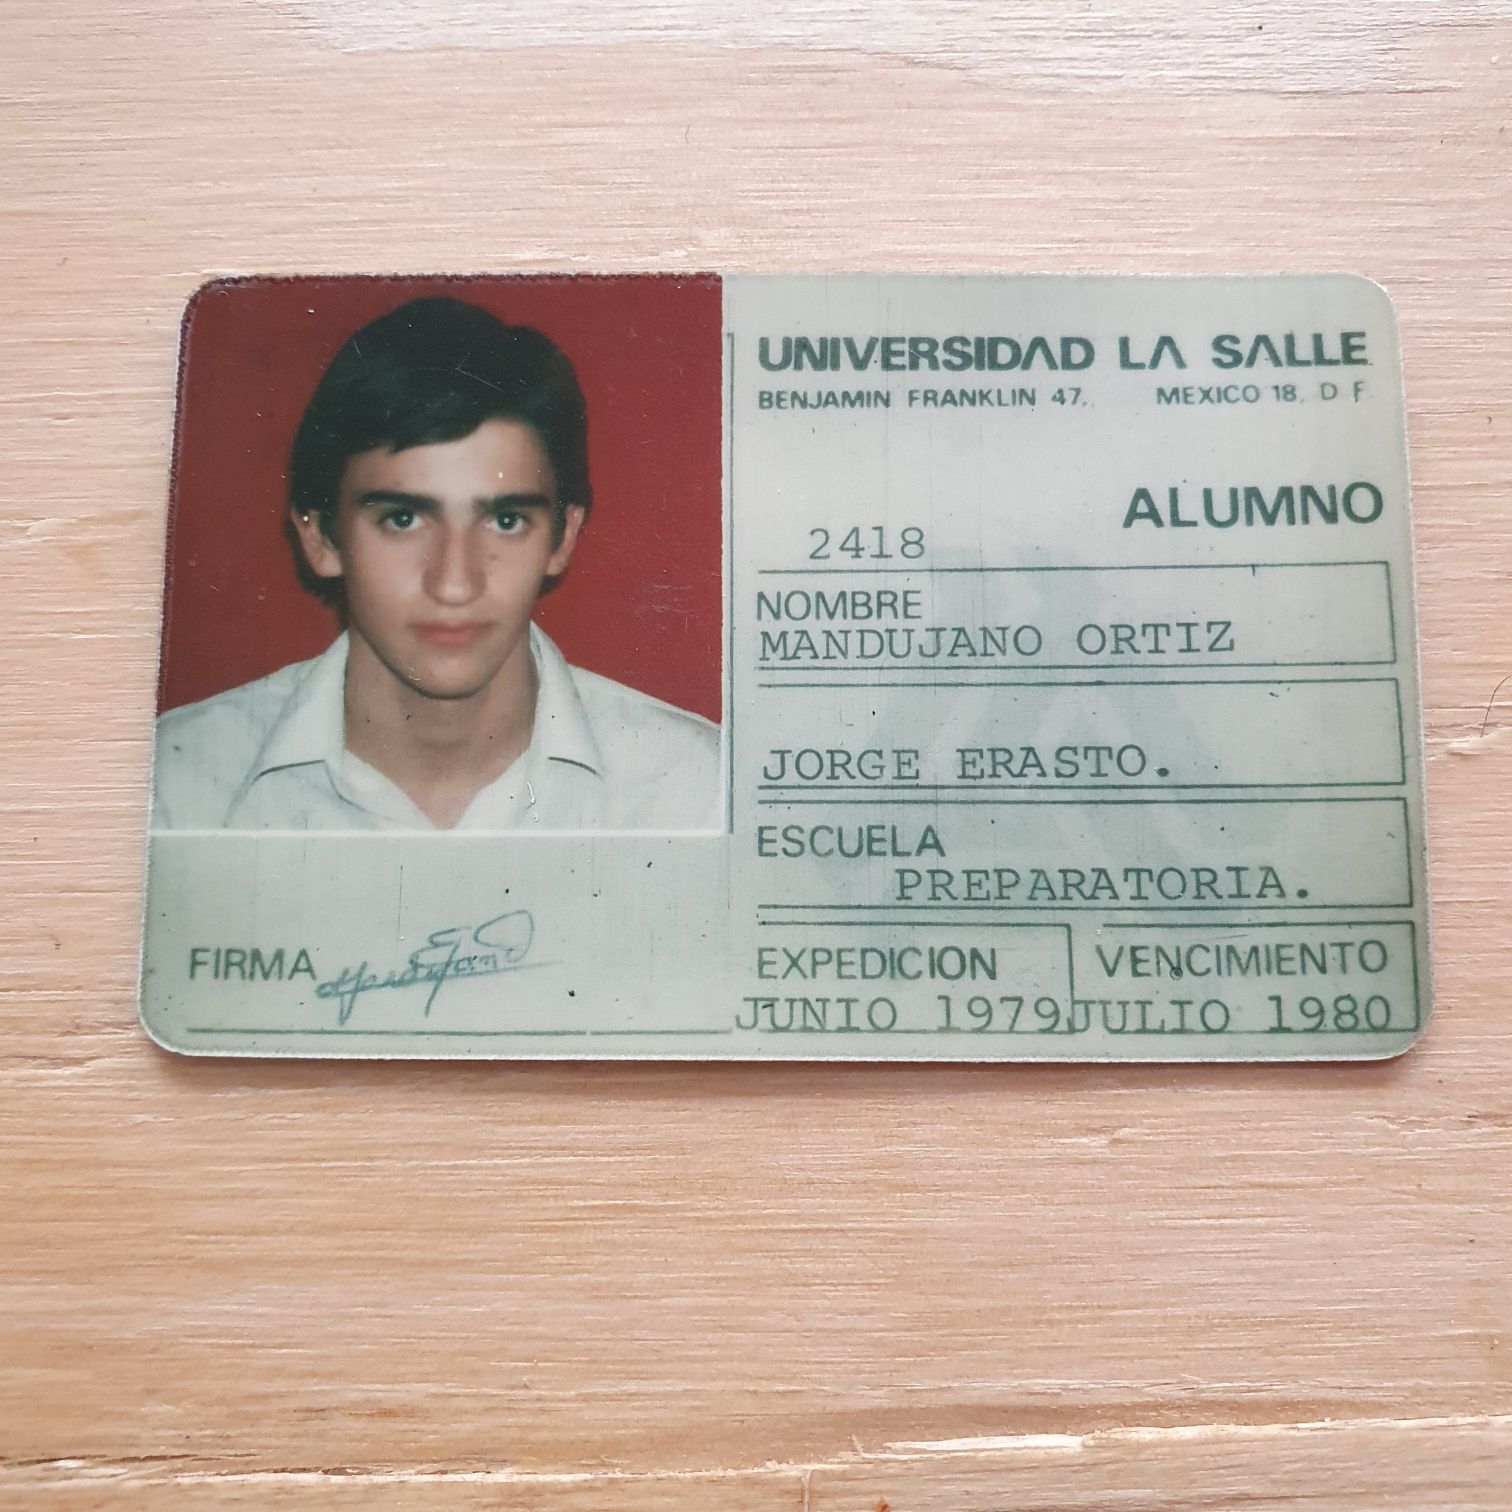 UNIVERSIDAD LA SALLE
BENJAMIN FRANKLIN 47, MEXICO 18, D F
ALUMNO
2418
NOMBRE
MANDUJANO ORTIZ
JORGE ERASTO.
ESCUELA
PREPARATORIA.
FIRMA
EXPEDICION VENCIMIENTO
JUNIO 1979 JULIO 1980